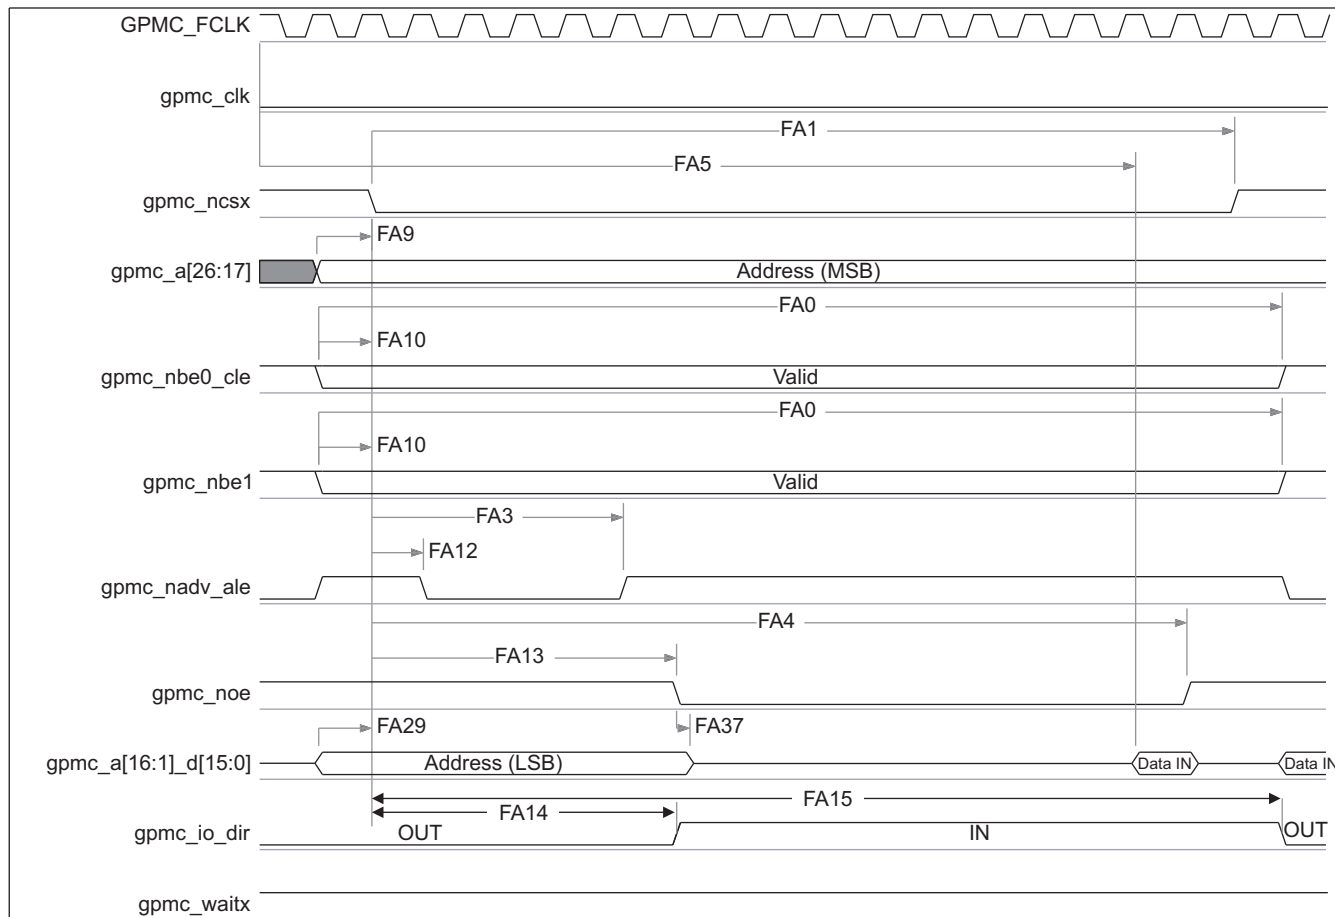 GPMC_FCLK
gpmc_clk
FA1
FA5
gpmc_ncsx
FA9
gpmc_a[26:17]
Address (MSB)
FA0
FA10
gpmc_nbe0_cle
Valid
FA0
FA10
gpmc_nbe1
Valid
FA3
FA12
gpmc_nadv_ale
FA4
FA13
gpmc_noe
FA29
FA37
gpmc_a[16:1]_d[15:0]
Address (LSB)
Data IN
Data IN
FA15
FA14
gpmc_io_dir
OUT
IN
OUT
gpmc_waitx